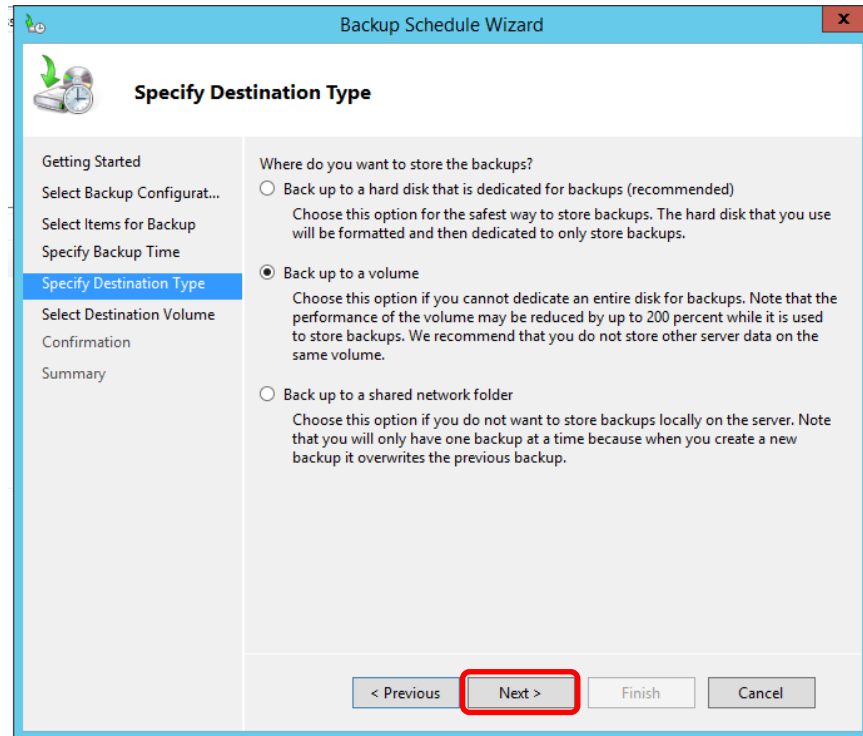 Backup Schedule Wizard
x
Specify Destination Type
Getting Started
Select Backup Configurat...
Select Items for Backup
Specify Backup Time
Specify Destination Type
Select Destination Volume
Confirmation
Summary
Where do you want to store the backups?
Back up to a hard disk that is dedicated for backups (recommended)
Choose this option for the safest way to store backups. The hard disk that you use
will be formatted and then dedicated to only store backups.
Back up to a volume
Choose this option if you cannot dedicate an entire disk for backups. Note that the
performance of the volume may be reduced by up to 200 percent while it is used
to store backups. We recommend that you do not store other server data on the
same volume.
Back up to a shared network folder
Choose this option if you do not want to store backups locally on the server. Note
that you will only have one backup at a time because when you create a new
backup it overwrites the previous backup.
< Previous
Next >
Finish
Cancel